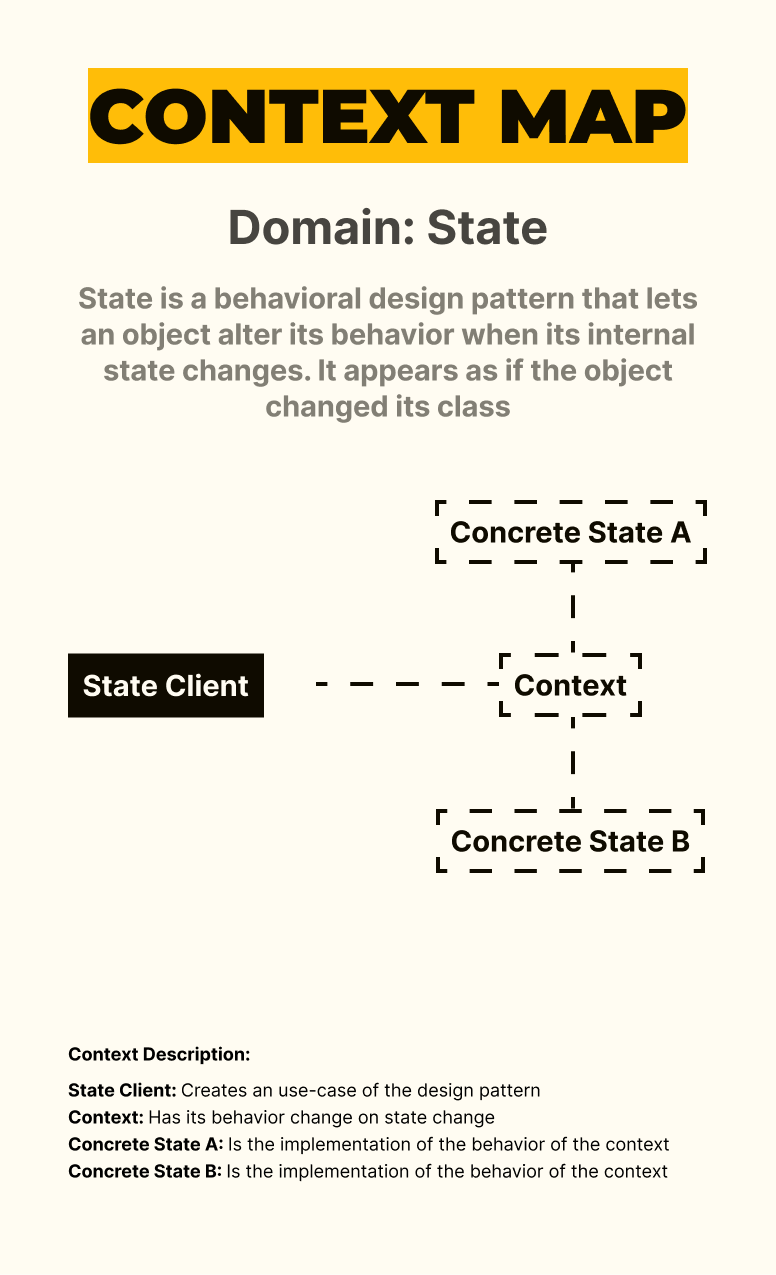 CONTEXT MAP
Domain: State
State is a behavioral design pattern that lets
an object alter its behavior when its internal
state changes. It appears as if the object
changed its class
Concrete State A
State Client
Context
Concrete State B
Context Description:
State Client: Creates an use-case of the design pattern
Context: Has its behavior change on state change
Concrete State A: Is the implementation of the behavior of the context
Concrete State B: Is the implementation of the behavior of the context